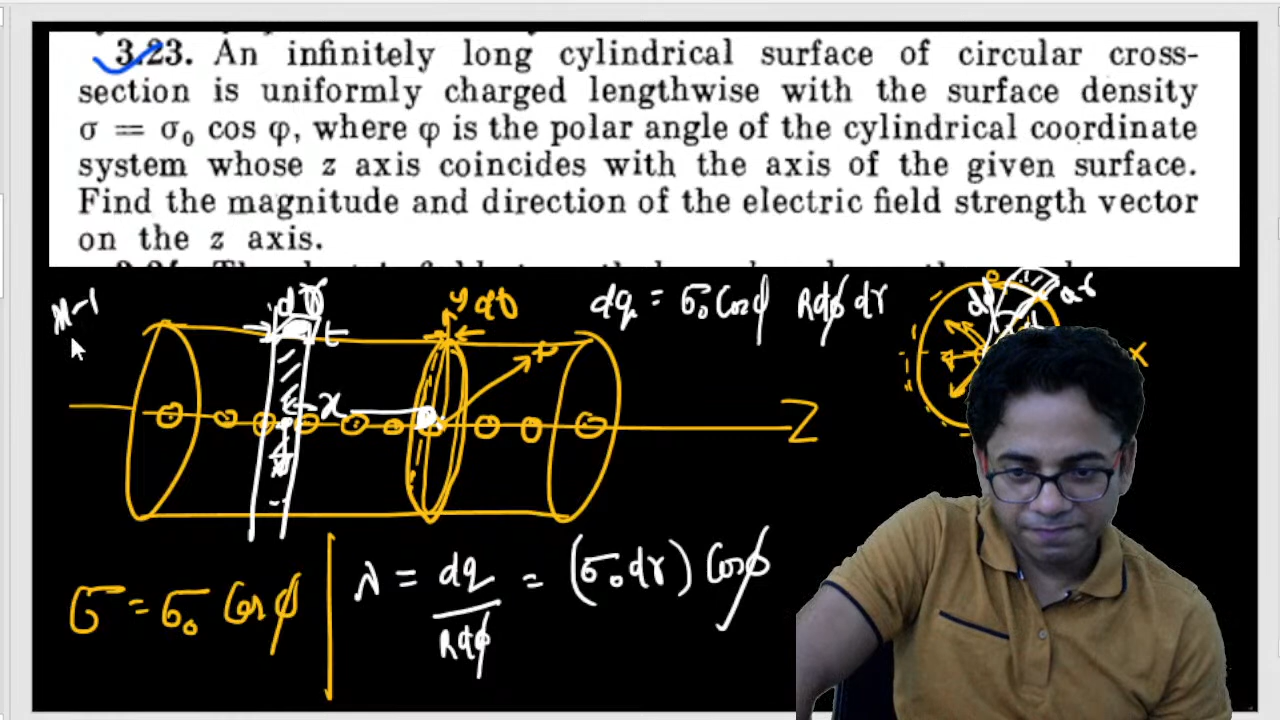 3.23. An infinitely long cylindrical surface of circular cross-
section is uniformly charged lengthwise with the surface density
σ = σ₀ cos φ, where φ is the polar angle of the cylindrical coordinate
system whose z axis coincides with the axis of the given surface.
Find the magnitude and direction of the electric field strength vector
on the z axis.
M-1
dq = σ₀ Cosϕ Rdϕ dr
x
Z
X
σ = σ₀ Cosϕ
λ = dq/Rdϕ = (σ₀dr) Cosϕ